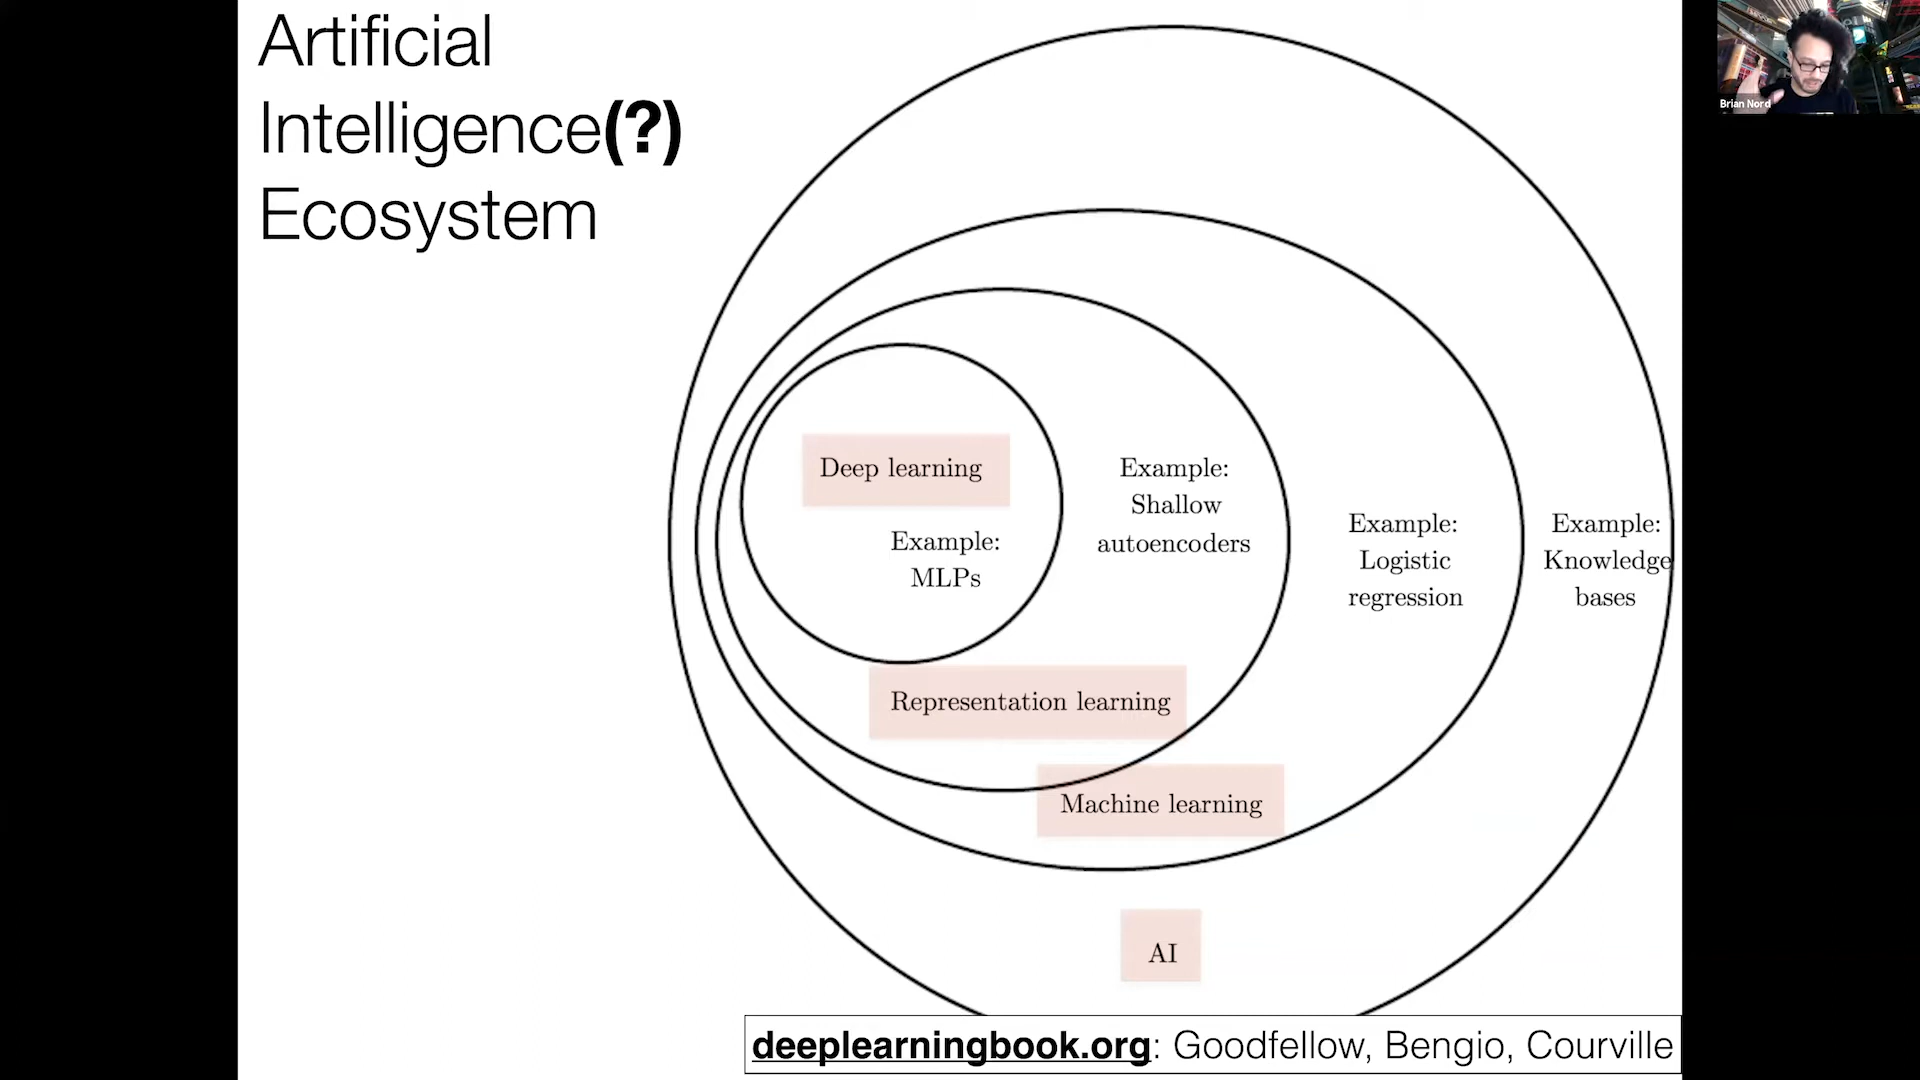 Artificial
Intelligence(?)
Ecosystem
Brian Nord
Deep learning
Example:
MLPs
Example:
Shallow
autoencoders
Example:
Logistic
regression
Example:
Knowledge
bases
Representation learning
Machine learning
AI
deeplearningbook.org: Goodfellow, Bengio, Courville